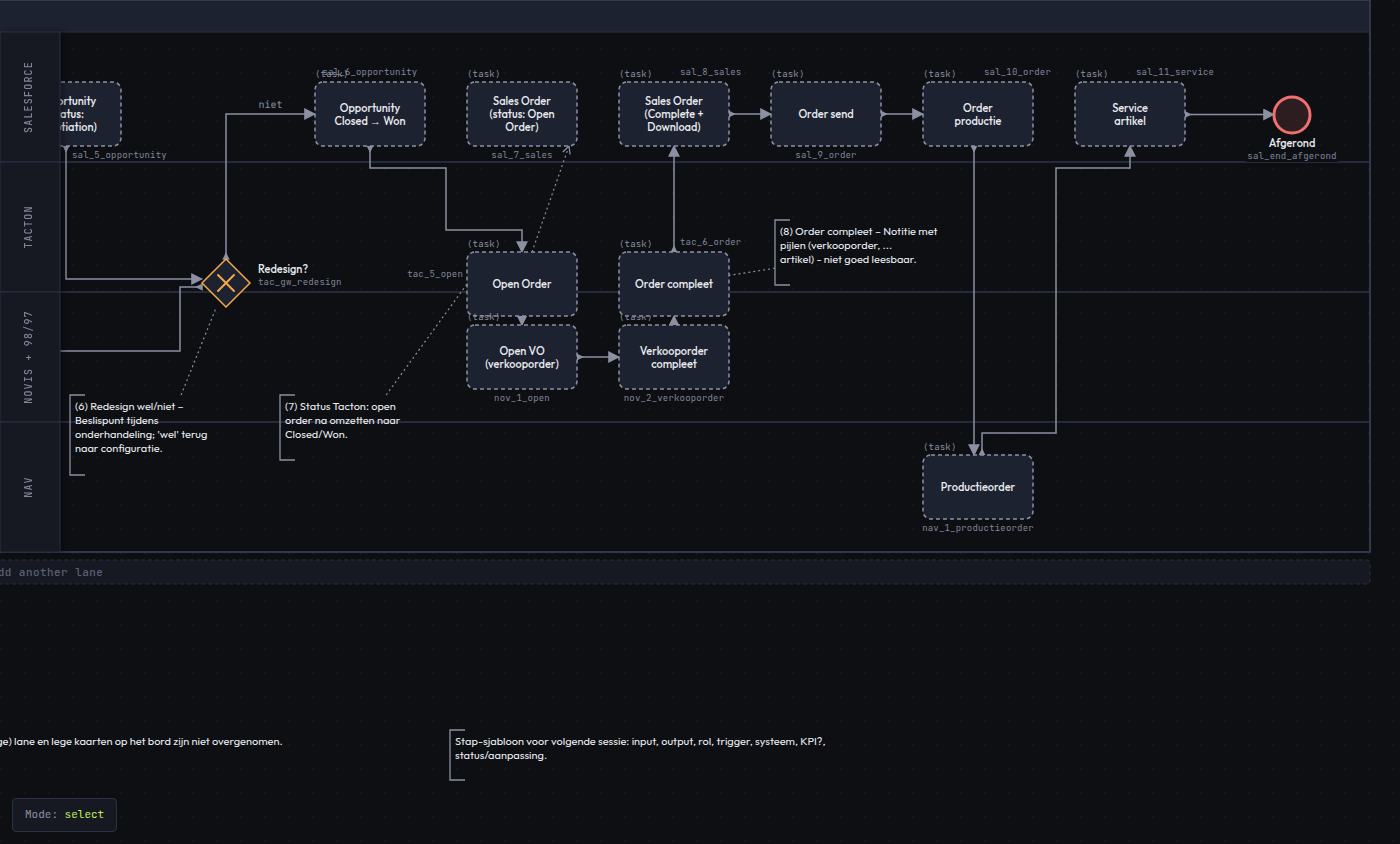 SALESFORCE
ortunity
atus:
tiation)
sal_5_opportunity
niet
(task)
sal_6_opportunity
Opportunity
Closed → Won
(task)
Sales Order
(status: Open
Order)
sal_7_sales
(task)
sal_8_sales
Sales Order
(Complete +
Download)
(task)
Order send
sal_9_order
(task)
sal_10_order
Order
productie
(task)
sal_11_service
Service
artikel
Afgerond
sal_end_afgerond
TACTON
Redesign?
tac_gw_redesign
tac_5_open
(task)
Open Order
(task)
tac_6_order
Order compleet
(8) Order compleet – Notitie met
pijlen (verkooporder, ...
artikel) – niet goed leesbaar.
NOVIS + 98/97
(task)
Open VO
(verkooporder)
nov_1_open
(task)
Verkooporder
compleet
nov_2_verkooporder
(6) Redesign wel/niet –
Beslispunt tijdens
onderhandeling; 'wel' terug
naar configuratie.
(7) Status Tacton: open
order na omzetten naar
Closed/Won.
NAV
(task)
Productieorder
nav_1_productieorder
dd another lane
ge) lane en lege kaarten op het bord zijn niet overgenomen.
Stap-sjabloon voor volgende sessie: input, output, rol, trigger, systeem, KPI?,
status/aanpassing.
Mode: select